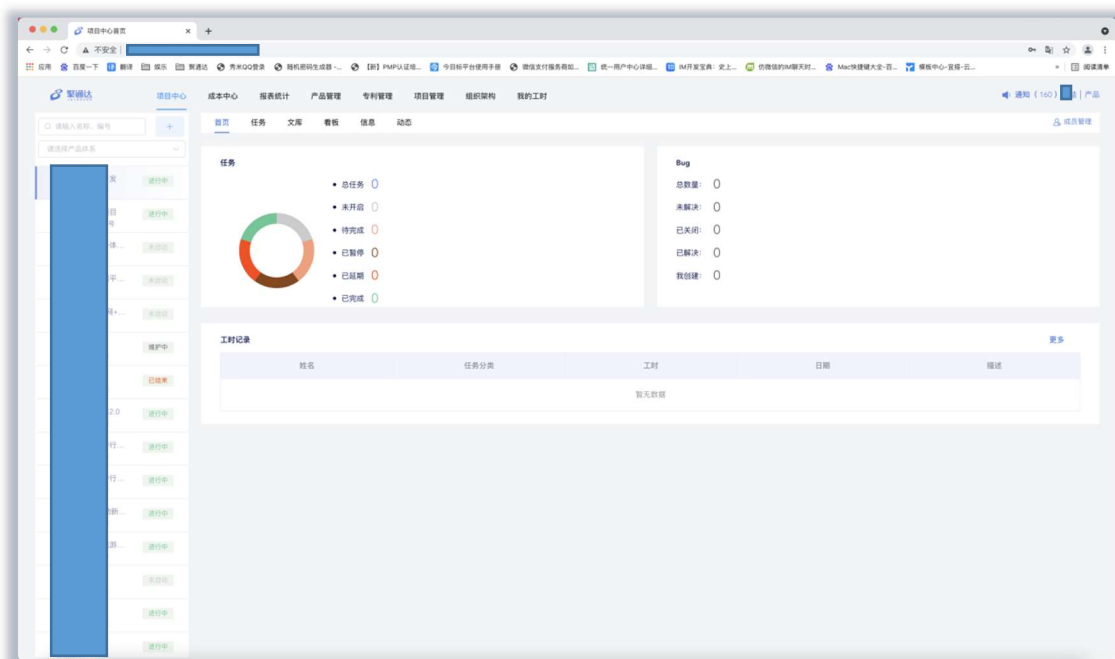 项目中心首页
不安全
应用 百度一下 翻译 娱乐 聚通达 秀米QQ登录 随机密码生成器 -... 【新】PMP认证培... 今目标平台使用手册 微信支付服务商如... 统一用户中心详细... IM开发宝典：史上... 仿微信的IM聊天时... Mac快捷键大全-百... 模板中心-宜搭-云... » 阅读清单
聚通达 项目中心 成本中心 报表统计 产品管理 专利管理 项目管理 组织架构 我的工时 通知（160） | 产品
请输入名称、编号 +
首页 任务 文库 看板 信息 动态 成员管理
请选择产品体系
任务
总任务 0
未开启 0
待完成 0
已暂停 0
已延期 0
已完成 0
Bug
总数量： 0
未解决： 0
已关闭： 0
已解决： 0
我创建： 0
工时记录 更多
姓名 任务分类 工时 日期 描述
暂无数据
发 进行中
目 进行中
号
体... 未启动
平... 未启动
+... 未启动
维护中
已结束
2.0 进行中
行... 进行中
行... 进行中
新... 进行中
游... 进行中
未启动
进行中
进行中